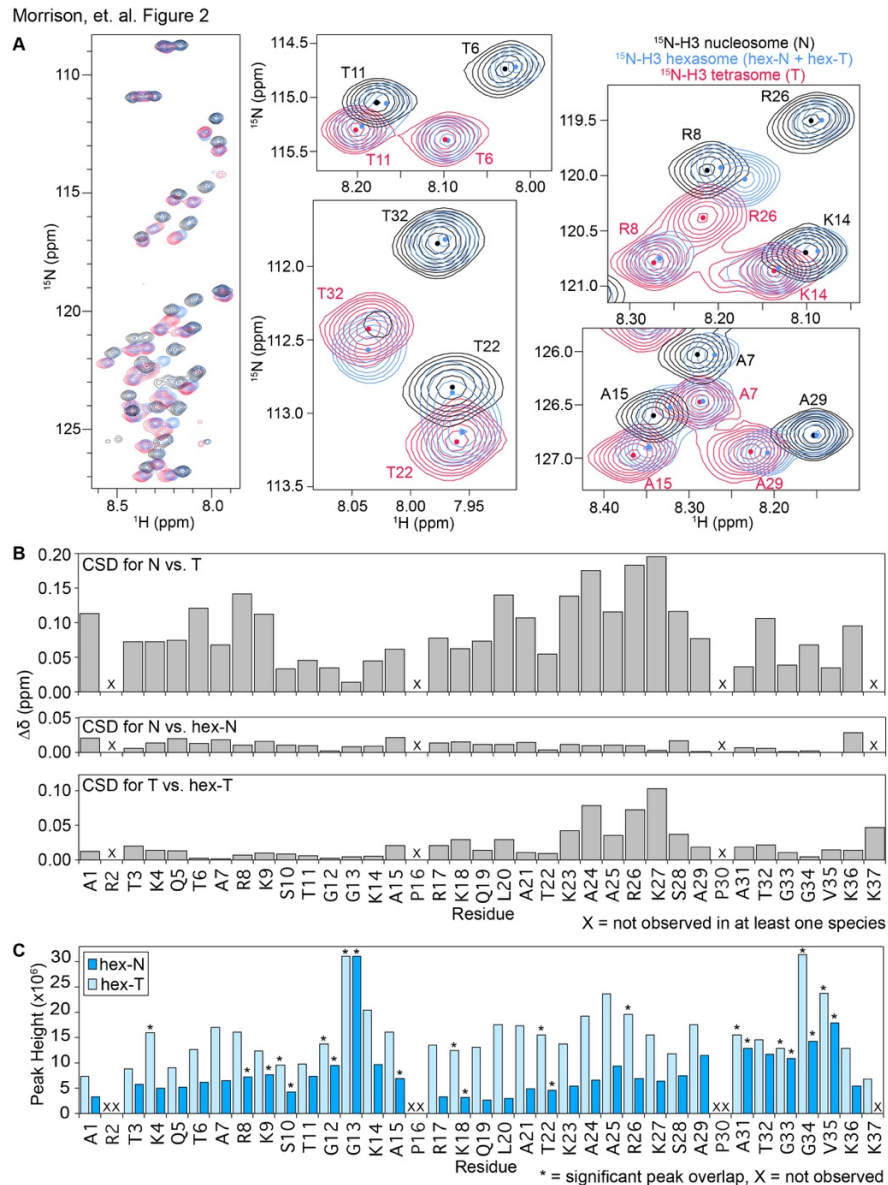 Morrison, et. al. Figure 2
A
¹⁵N (ppm)
110
115
120
125
8.5
8.0
¹H (ppm)
¹⁵N (ppm)
114.5
115.0
115.5
T11
T6
T11
T6
8.20
8.10
8.00
¹⁵N (ppm)
112.0
112.5
113.0
113.5
T32
T32
T22
T22
8.05
7.95
¹H (ppm)
¹⁵N-H3 nucleosome (N)
¹⁵N-H3 hexasome (hex-N + hex-T)
¹⁵N-H3 tetrasome (T)
119.5
120.0
120.5
121.0
R26
R8
R8
R26
K14
K14
8.30
8.20
8.10
126.0
126.5
127.0
A7
A15
A7
A29
A15
A29
8.40
8.30
8.20
¹H (ppm)
B
Δδ (ppm)
CSD for N vs. T
0.20
0.15
0.10
0.05
0.00
X X X X
CSD for N vs. hex-N
0.05
0.00
X X X X
CSD for T vs. hex-T
0.20
0.15
0.10
0.05
0.00
X X X
A1 R2 T3 K4 Q5 T6 A7 R8 K9 S10 T11 G12 G13 K14 A15 P16 R17 K18 Q19 L20 A21 T22 K23 A24 A25 R26 K27 S28 A29 P30 A31 T32 G33 G34 V35 K36 K37
Residue
X = not observed in at least one species
C
Peak Height (x10⁶)
30
25
20
15
10
5
0
hex-N
hex-T
* * * * * * * * * * * * * * * * * * * * * * * *
X X X X X X X
A1 R2 T3 K4 Q5 T6 A7 R8 K9 S10 T11 G12 G13 K14 A15 P16 R17 K18 Q19 L20 A21 T22 K23 A24 A25 R26 K27 S28 A29 P30 A31 T32 G33 G34 V35 K36 K37
Residue
* = significant peak overlap, X = not observed